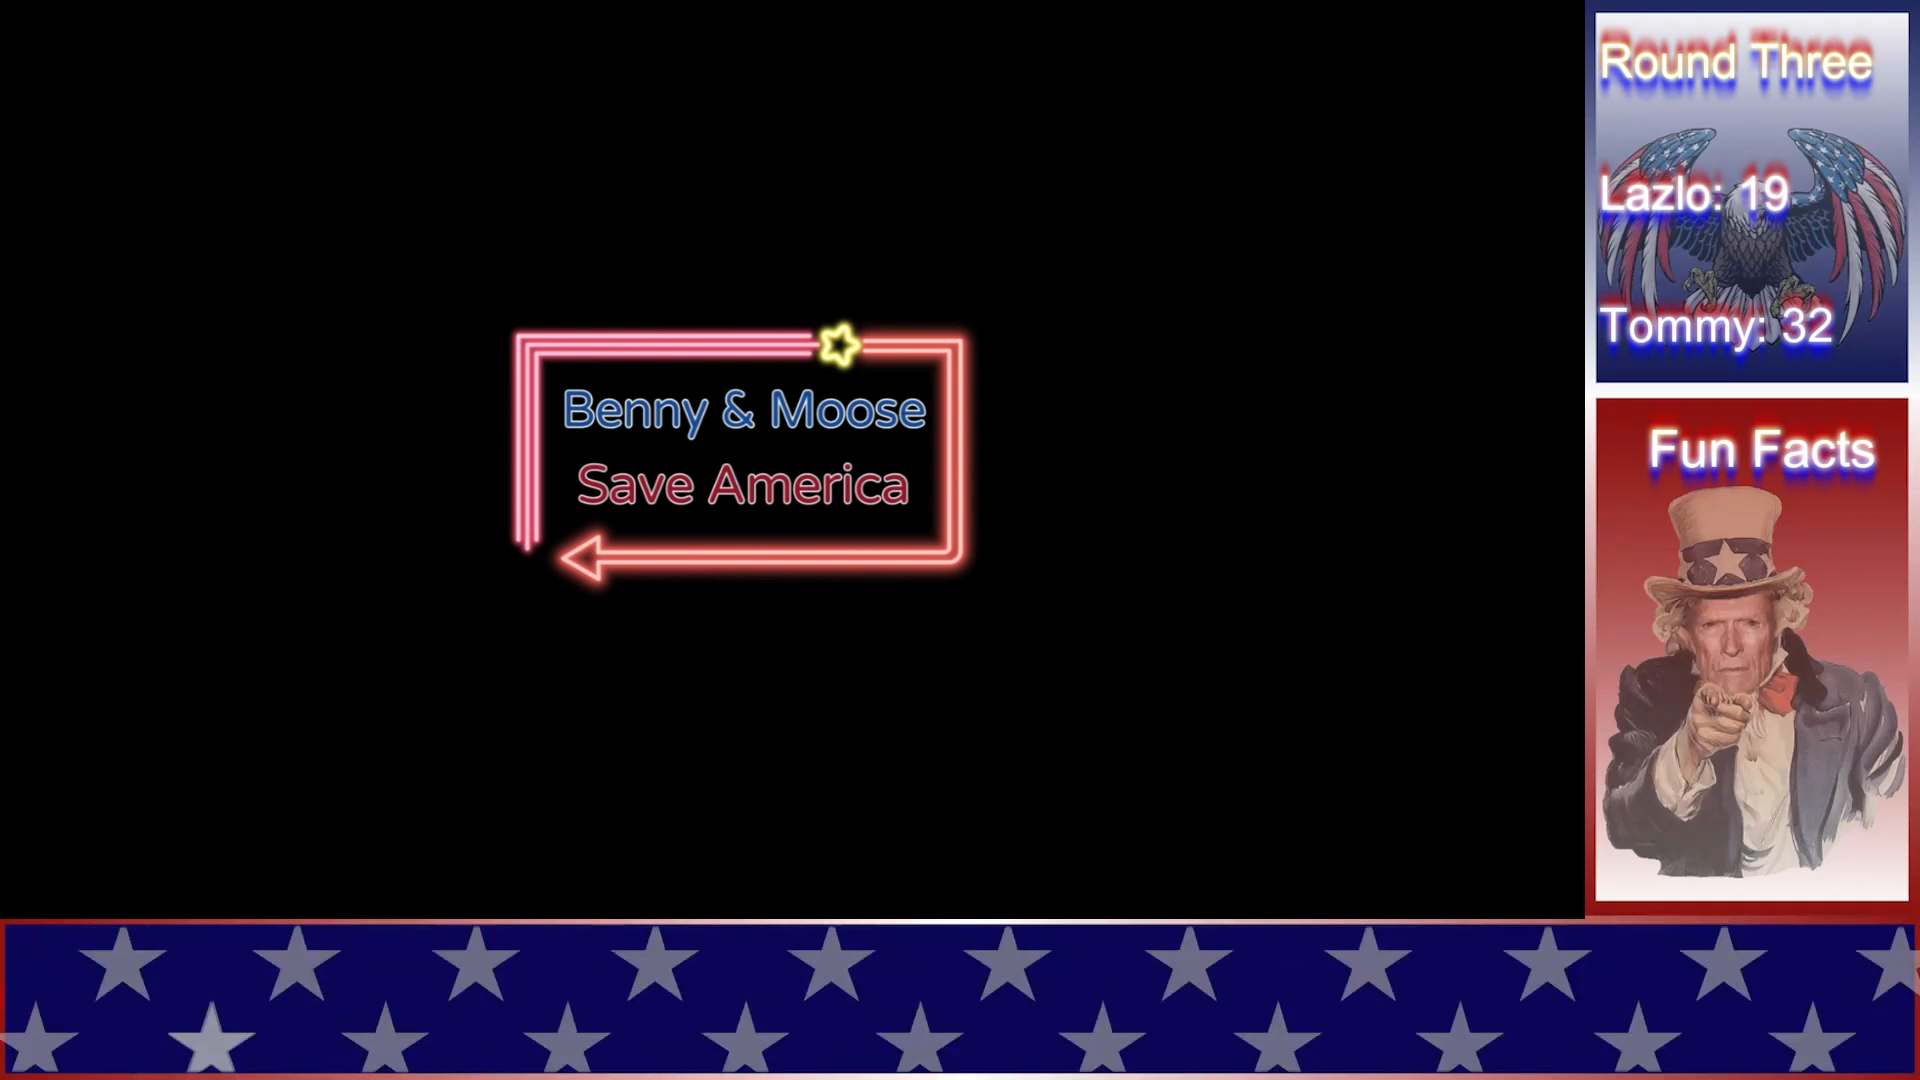 Benny & Moose
Save America
Round Three
Lazlo: 19
Tommy: 32
Fun Facts